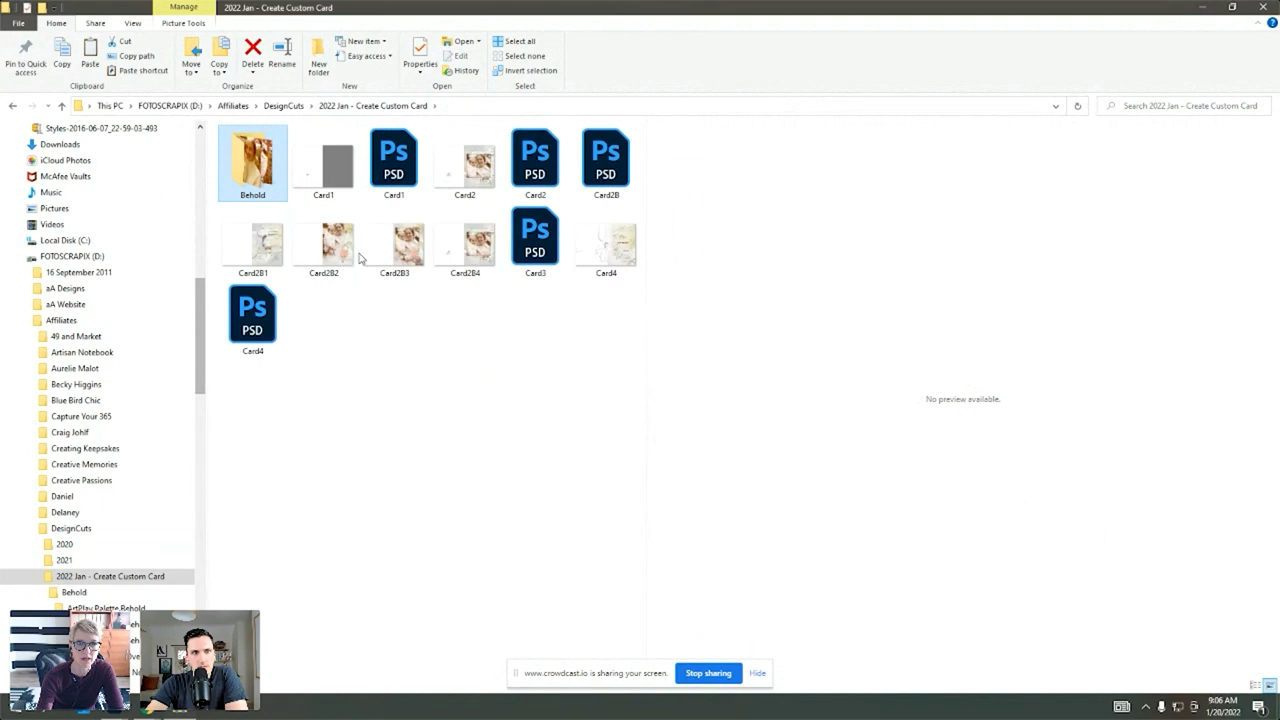 Manage
2022 Jan - Create Custom Card
File
Home
Share
View
Picture Tools
Pin to Quick access
Copy
Paste
Cut
Copy path
Paste shortcut
Clipboard
Move to
Copy to
Delete
Rename
Organize
New folder
New item
Easy access
New
Properties
Open
Edit
History
Open
Select all
Select none
Invert selection
Select
This PC > FOTOSCRAPIX (D:) > Affiliates > DesignCuts > 2022 Jan - Create Custom Card >
Search 2022 Jan - Create Custom Card
Styles-2016-06-07_22-59-03-493
Downloads
iCloud Photos
McAfee Vaults
Music
Pictures
Videos
Local Disk (C:)
FOTOSCRAPIX (D:)
16 September 2011
aA Designs
aA Website
Affiliates
49 and Market
Artisan Notebook
Aurelie Malot
Becky Higgins
Blue Bird Chic
Capture Your 365
Craig Johlf
Creating Keepsakes
Creative Memories
Creative Passions
Daniel
Delaney
DesignCuts
2020
2021
2022 Jan - Create Custom Card
Behold
ArtPlay Palette Behold
Behold
Card1
Ps PSD
Card1
Card2
Ps PSD
Card2
Ps PSD
Card2B
Card2B1
Card2B2
Card2B3
Card2B4
Ps PSD
Card3
Card4
Ps PSD
Card4
No preview available.
www.crowdcast.io is sharing your screen.
Stop sharing
Hide
9:06 AM
1/20/2022